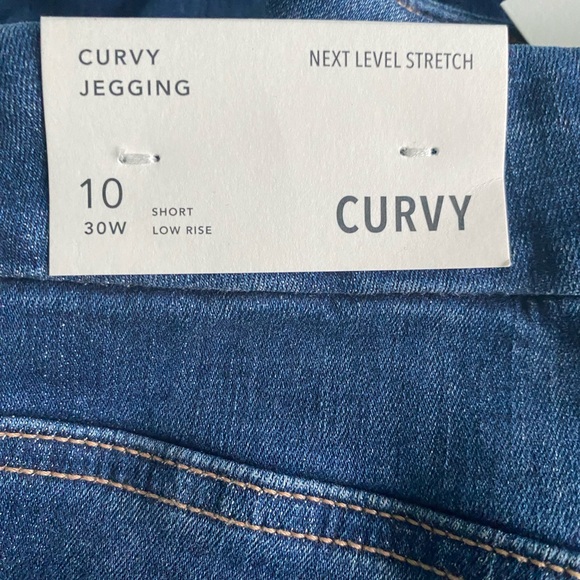 CURVY
JEGGING
NEXT LEVEL STRETCH
10
30W
SHORT
LOW RISE
CURVY